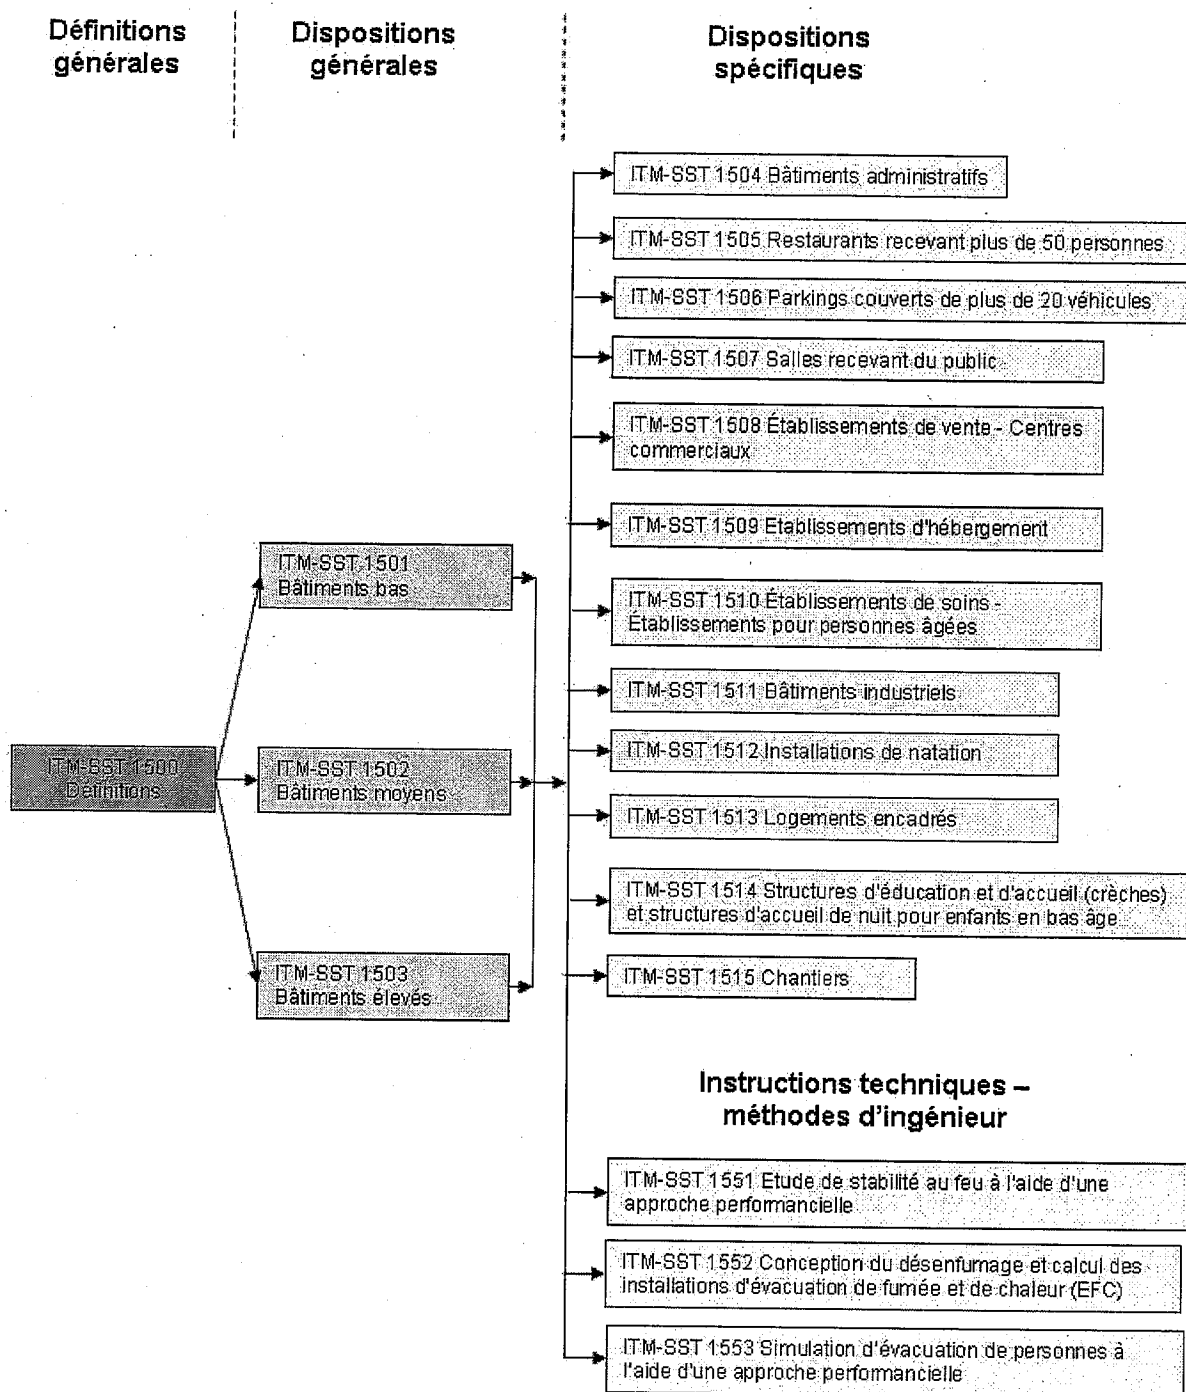 Définitions
générales
Dispositions
générales
Dispositions
spécifiques
ITM-SST 1504 Bâtiments administratifs
ITM-SST 1505 Restaurants recevant plus de 50 personnes
ITM-SST 1506 Parkings couverts de plus de 20 véhicules
ITM-SST 1507 Salles recevant du public
ITM-SST 1508 Établissements de vente - Centres
commerciaux
ITM-SST 1509 Etablissements d'hébergement
ITM-SST 1501
Bâtiments bas
ITM-SST 1510 Établissements de soins -
Établissements pour personnes âgées
ITM-SST 1511 Bâtiments industriels
ITM-SST 1500
Définitions
ITM-SST 1502
Bâtiments moyens
ITM-SST 1512 Installations de natation
ITM-SST 1513 Logements encadrés
ITM-SST 1514 Structures d'éducation et d'accueil (crèches)
et structures d'accueil de nuit pour enfants en bas âge
ITM-SST 1503
Bâtiments élevés
ITM-SST 1515 Chantiers
Instructions techniques –
méthodes d'ingénieur
ITM-SST 1551 Etude de stabilité au feu à l'aide d'une
approche performancielle
ITM-SST 1552 Conception du désenfumage et calcul des
installations d'évacuation de fumée et de chaleur (EFC)
ITM-SST 1553 Simulation d'évacuation de personnes à
l'aide d'une approche performancielle